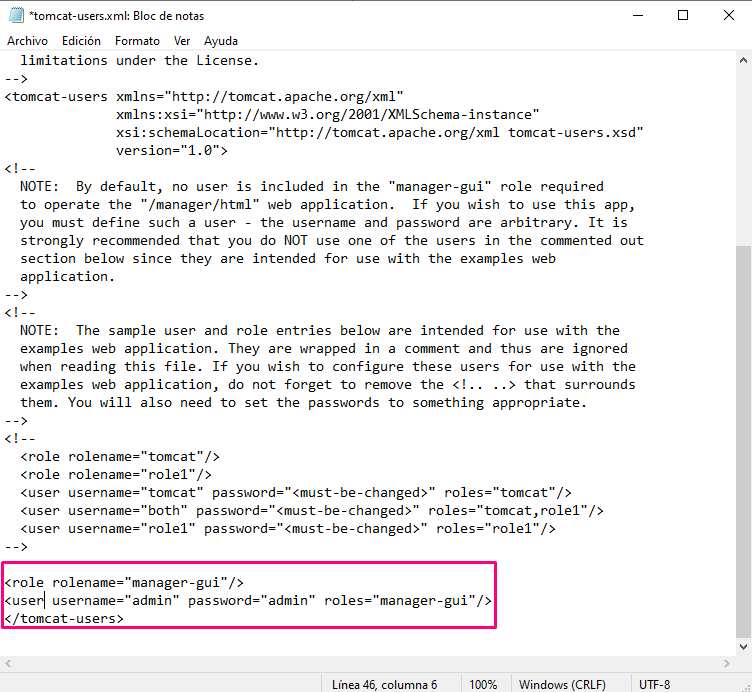 *tomcat-users.xml: Bloc de notas
Archivo Edición Formato Ver Ayuda
  limitations under the License.
-->
<tomcat-users xmlns="http://tomcat.apache.org/xml"
              xmlns:xsi="http://www.w3.org/2001/XMLSchema-instance"
              xsi:schemaLocation="http://tomcat.apache.org/xml tomcat-users.xsd"
              version="1.0">
<!--
  NOTE:  By default, no user is included in the "manager-gui" role required
  to operate the "/manager/html" web application.  If you wish to use this app,
  you must define such a user - the username and password are arbitrary. It is
  strongly recommended that you do NOT use one of the users in the commented out
  section below since they are intended for use with the examples web
  application.
-->
<!--
  NOTE:  The sample user and role entries below are intended for use with the
  examples web application. They are wrapped in a comment and thus are ignored
  when reading this file. If you wish to configure these users for use with the
  examples web application, do not forget to remove the <!.. ..> that surrounds
  them. You will also need to set the passwords to something appropriate.
-->
<!--
  <role rolename="tomcat"/>
  <role rolename="role1"/>
  <user username="tomcat" password="<must-be-changed>" roles="tomcat"/>
  <user username="both" password="<must-be-changed>" roles="tomcat,role1"/>
  <user username="role1" password="<must-be-changed>" roles="role1"/>
-->
<role rolename="manager-gui"/>
<user username="admin" password="admin" roles="manager-gui"/>
</tomcat-users>
Línea 46, columna 6 100% Windows (CRLF) UTF-8